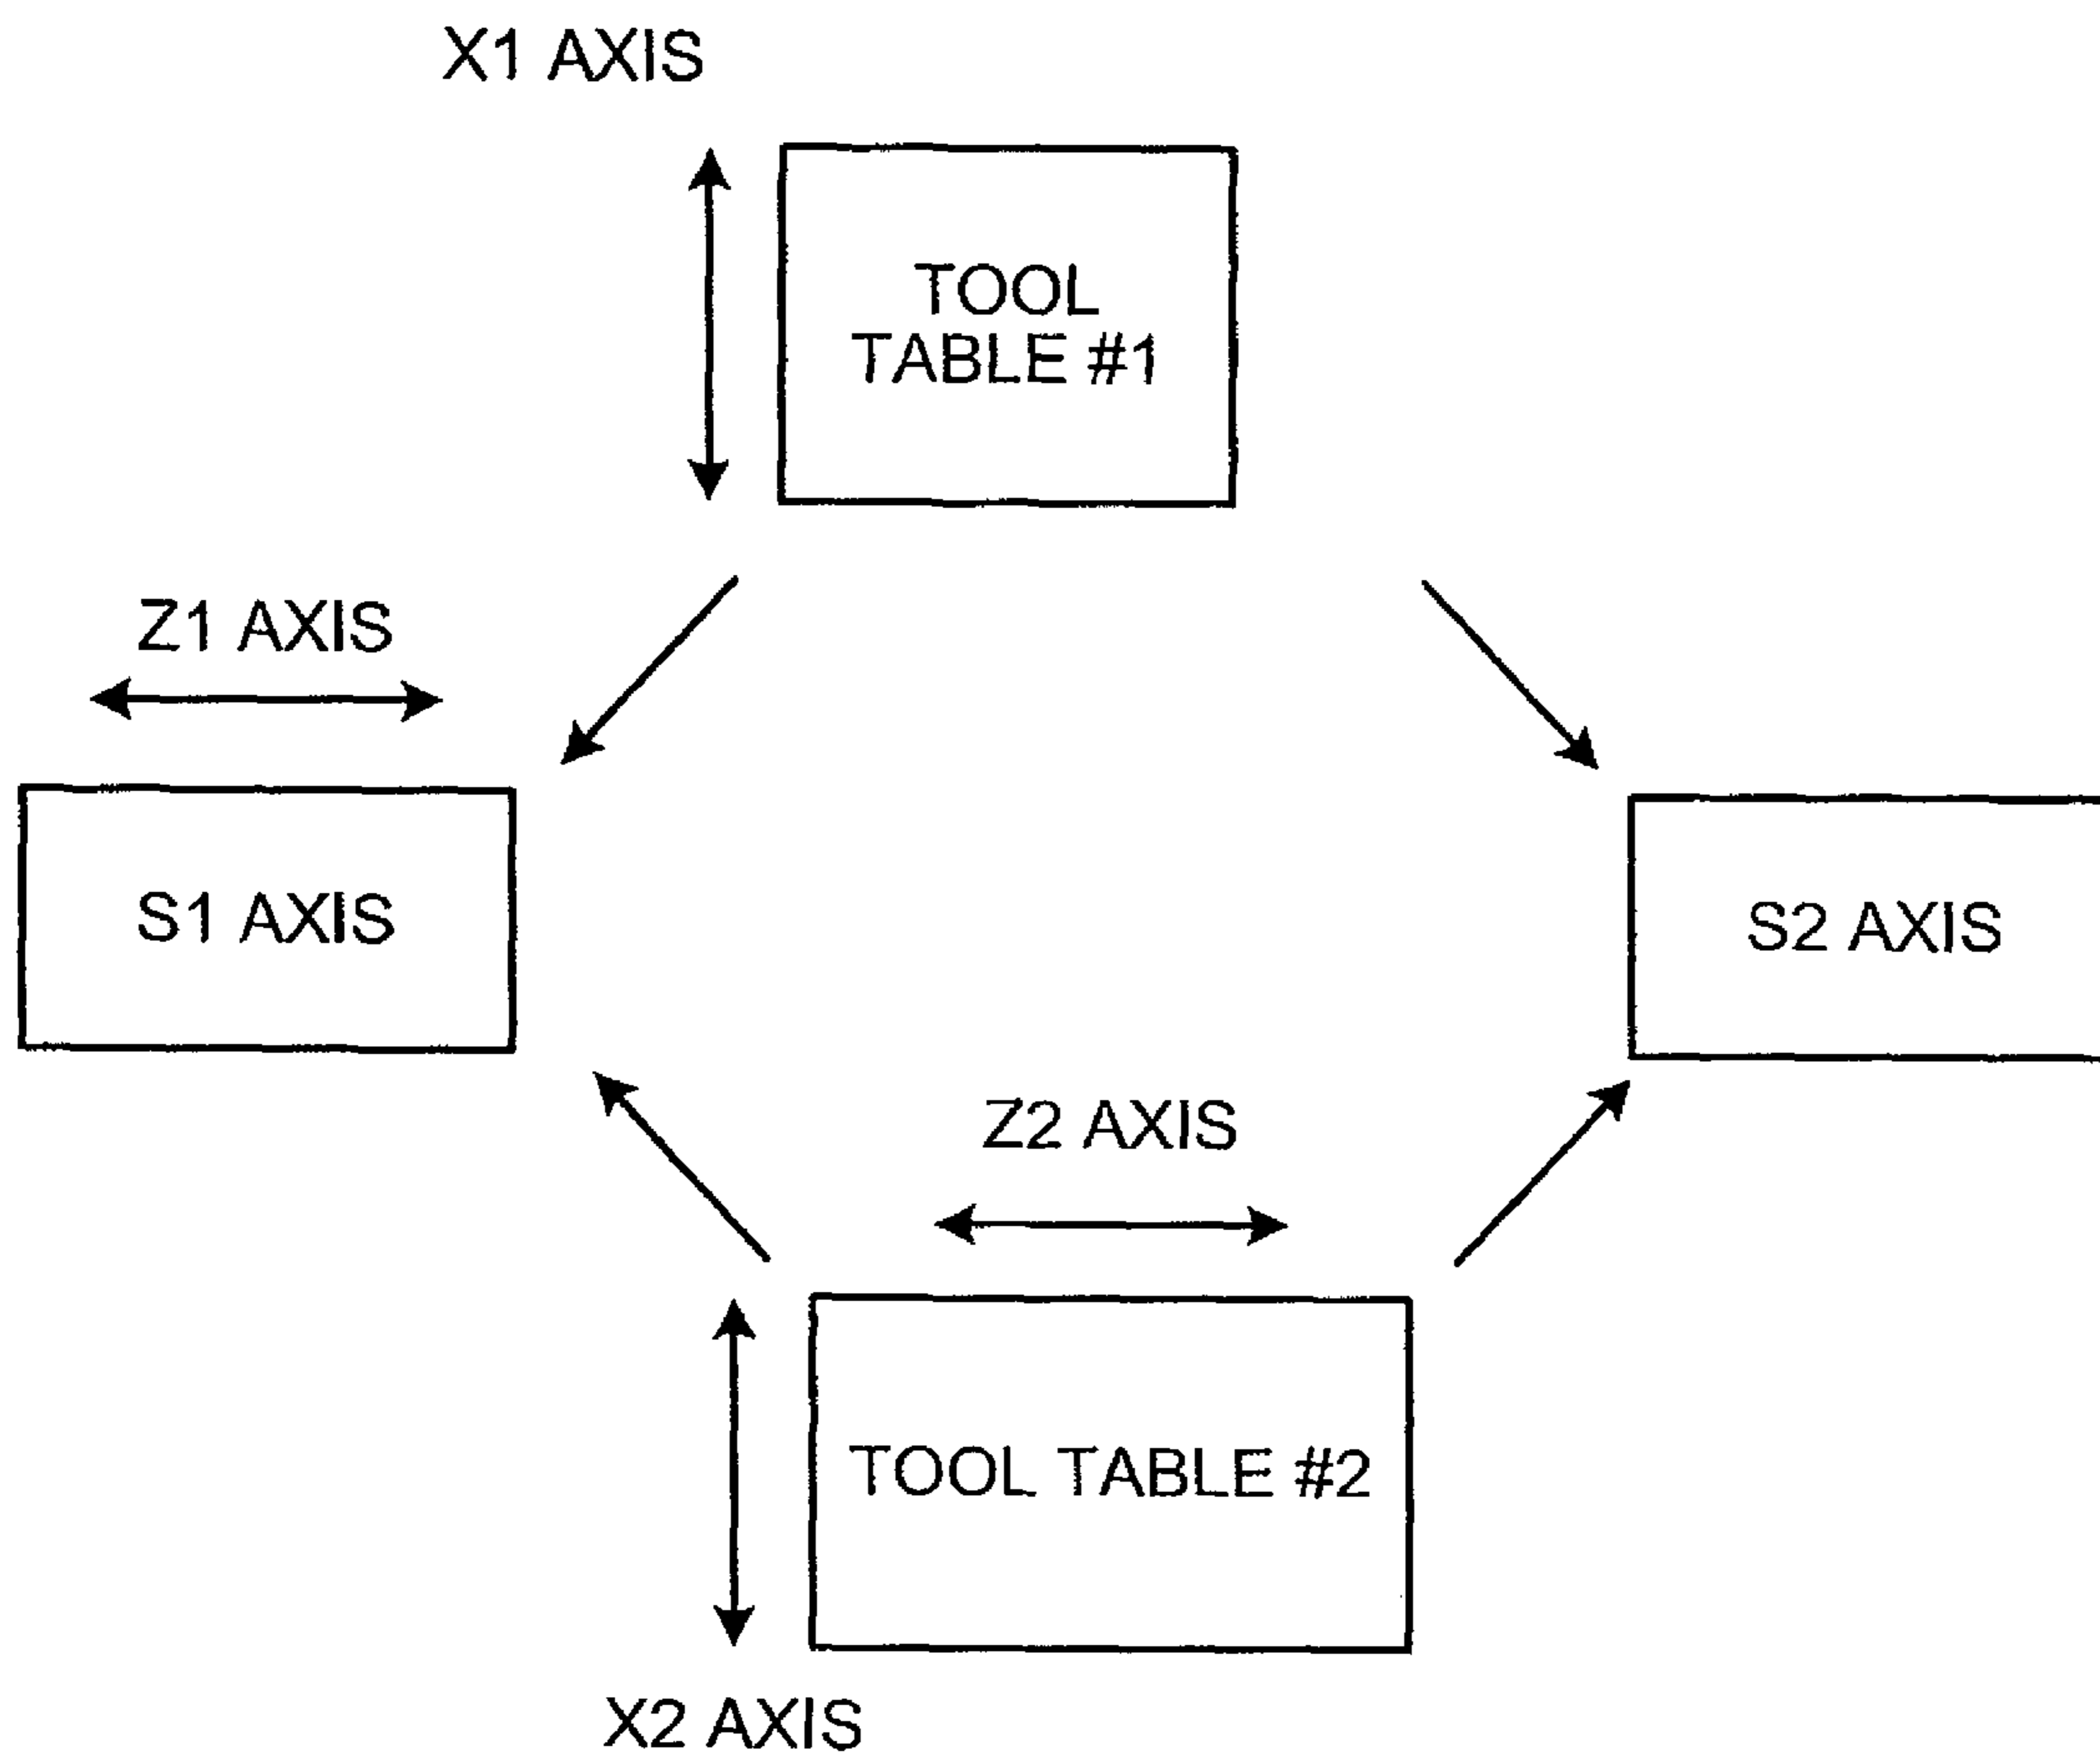 X1 AXIS
TOOL
TABLE #1
Z1 AXIS
S1 AXIS
S2 AXIS
Z2 AXIS
TOOL TABLE #2
X2 AXIS